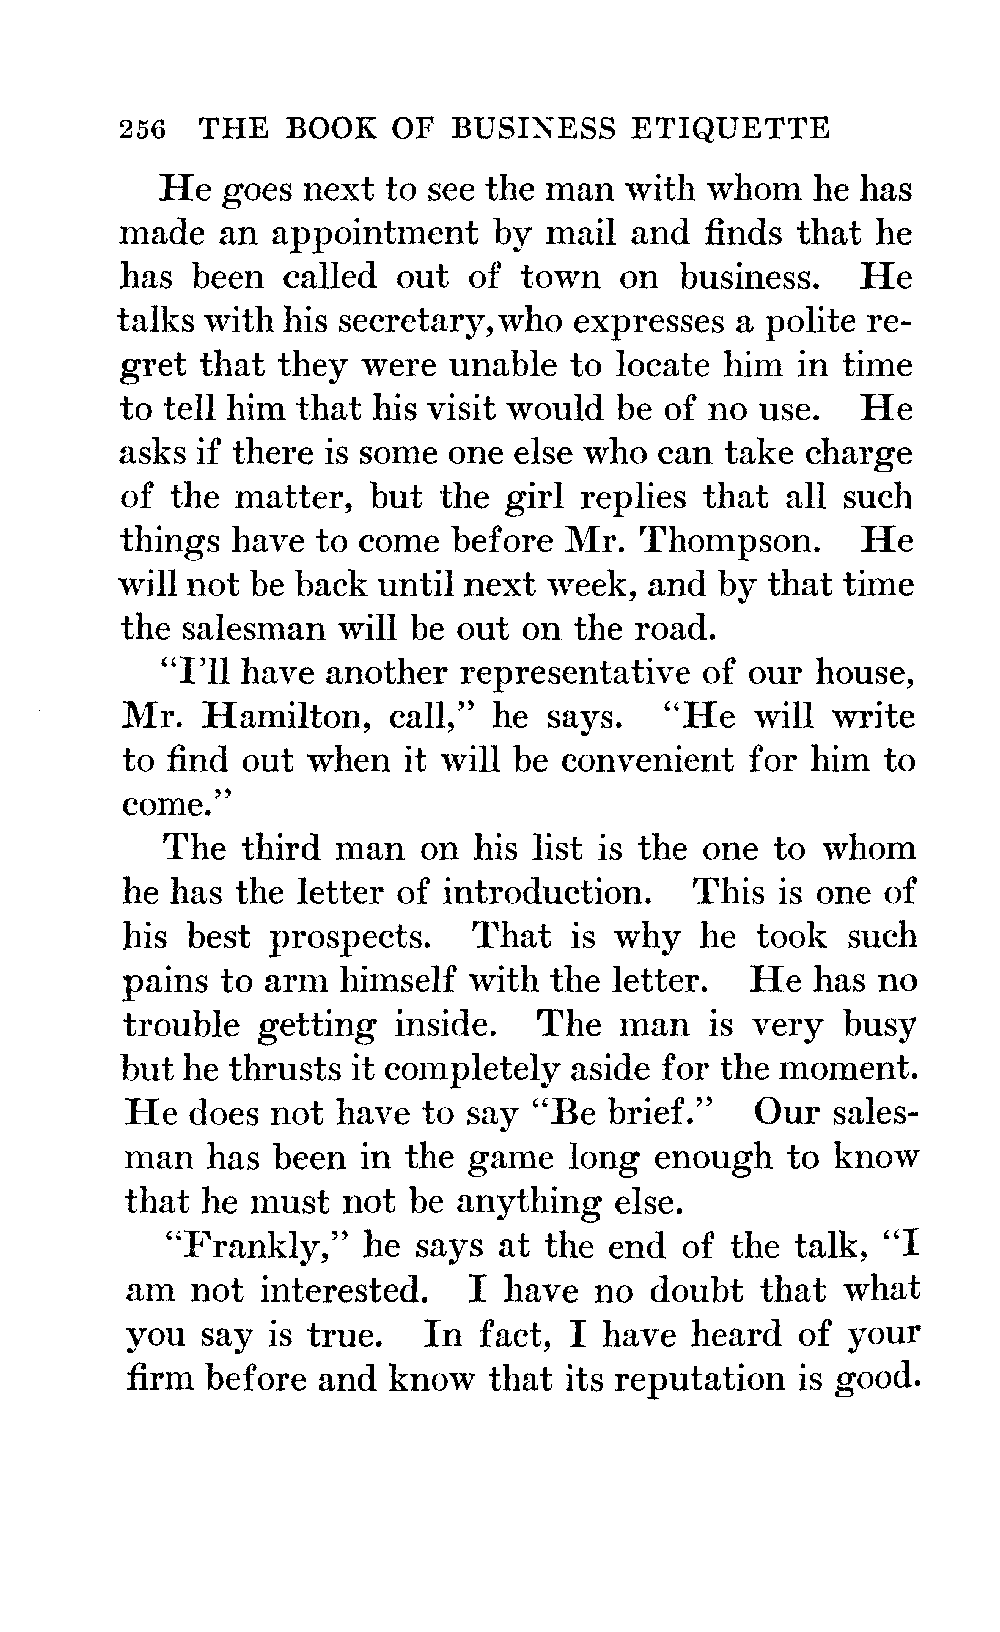 256 THE BOOK OF BUSINESS ETIQUETTE
He goes next to see the man with whom he has
made an appointment by mail and finds that he
has been called out of town on business. He
talks with his secretary, who expresses a polite re-
gret that they were unable to locate him in time
to tell him that his visit would be of no use. He
asks if there is some one else who can take charge
of the matter, but the girl replies that all such
things have to come before Mr. Thompson. He
will not be back until next week, and by that time
the salesman will be out on the road.
"I'll have another representative of our house,
Mr. Hamilton, call," he says. "He will write
to find out when it will be convenient for him to
come."
The third man on his list is the one to whom
he has the letter of introduction. This is one of
his best prospects. That is why he took such
pains to arm himself with the letter. He has no
trouble getting inside. The man is very busy
but he thrusts it completely aside for the moment.
He does not have to say "Be brief." Our sales-
man has been in the game long enough to know
that he must not be anything else.
"Frankly," he says at the end of the talk, "I
am not interested. I have no doubt that what
you say is true. In fact, I have heard of your
firm before and know that its reputation is good.